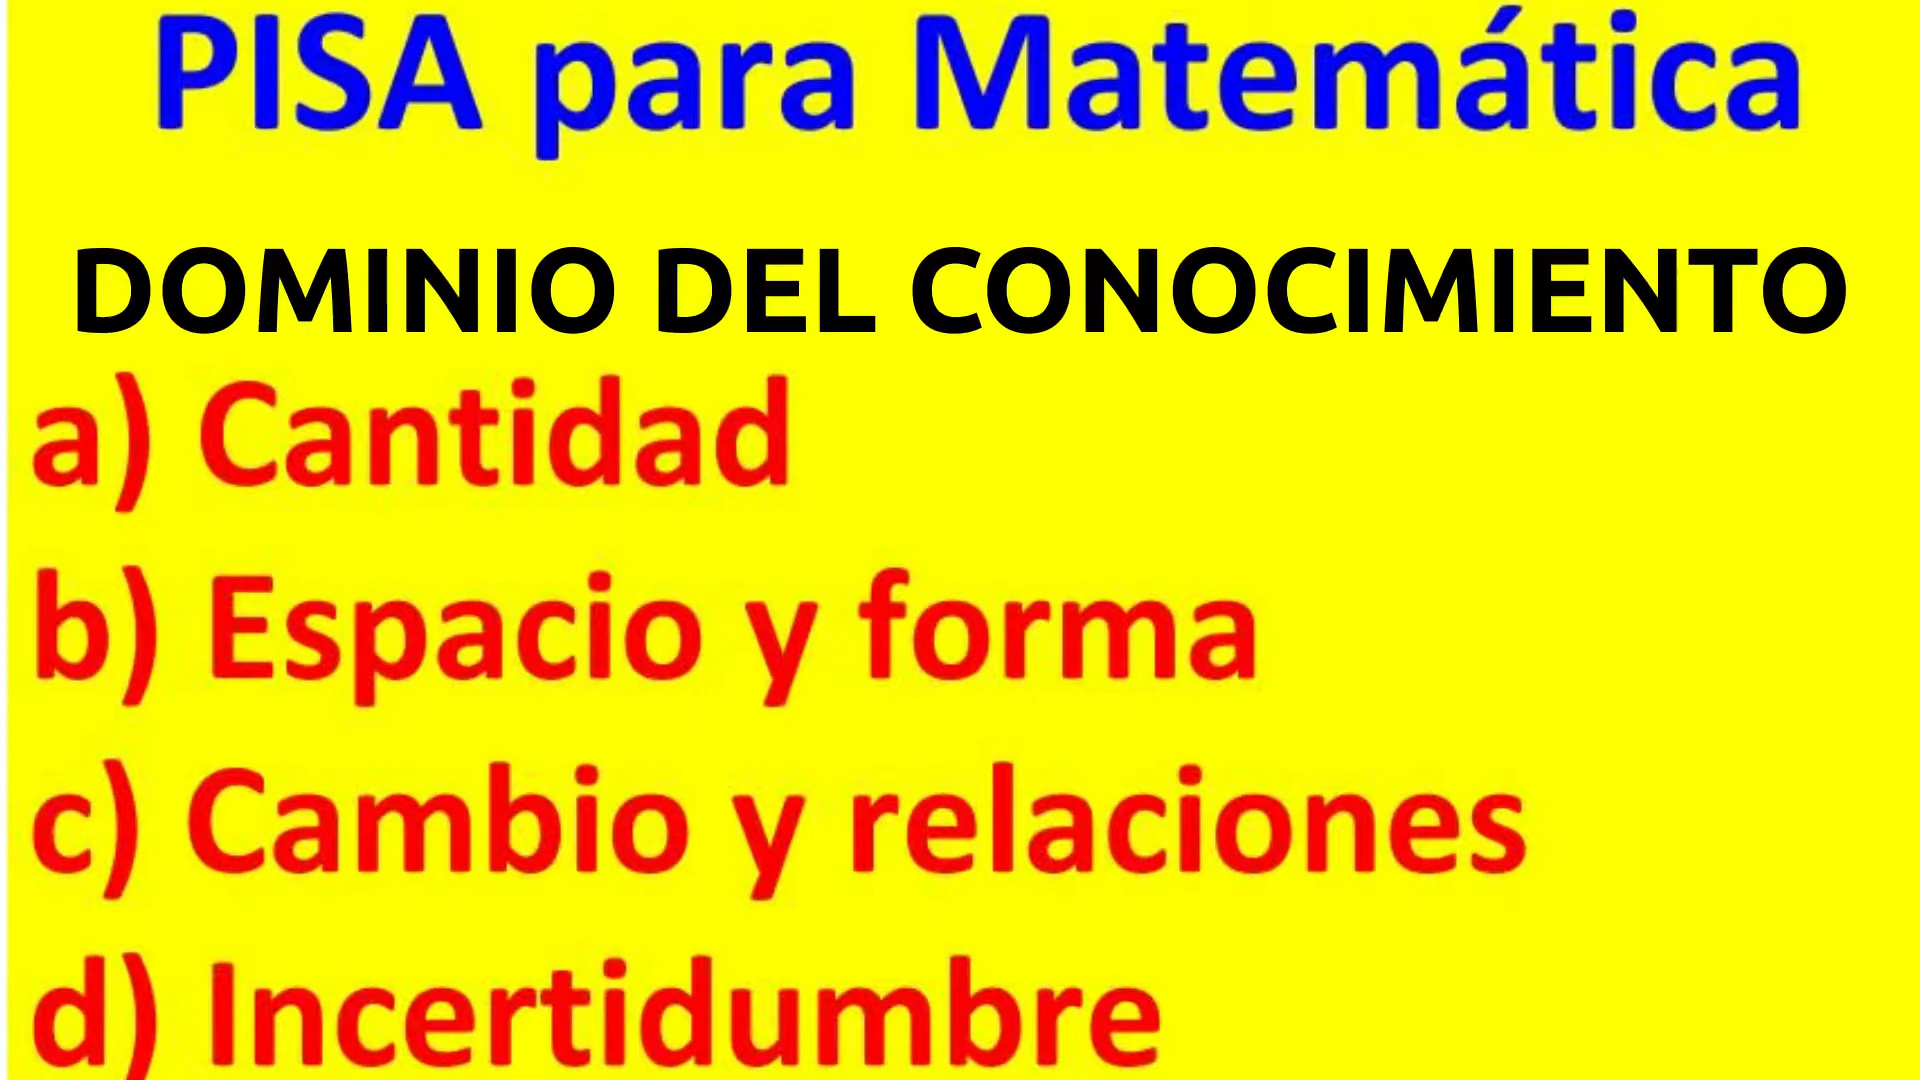 PISA para Matemática
DOMINIO DEL CONOCIMIENTO
a) Cantidad
b) Espacio y forma
c) Cambio y relaciones
d) Incertidumbre